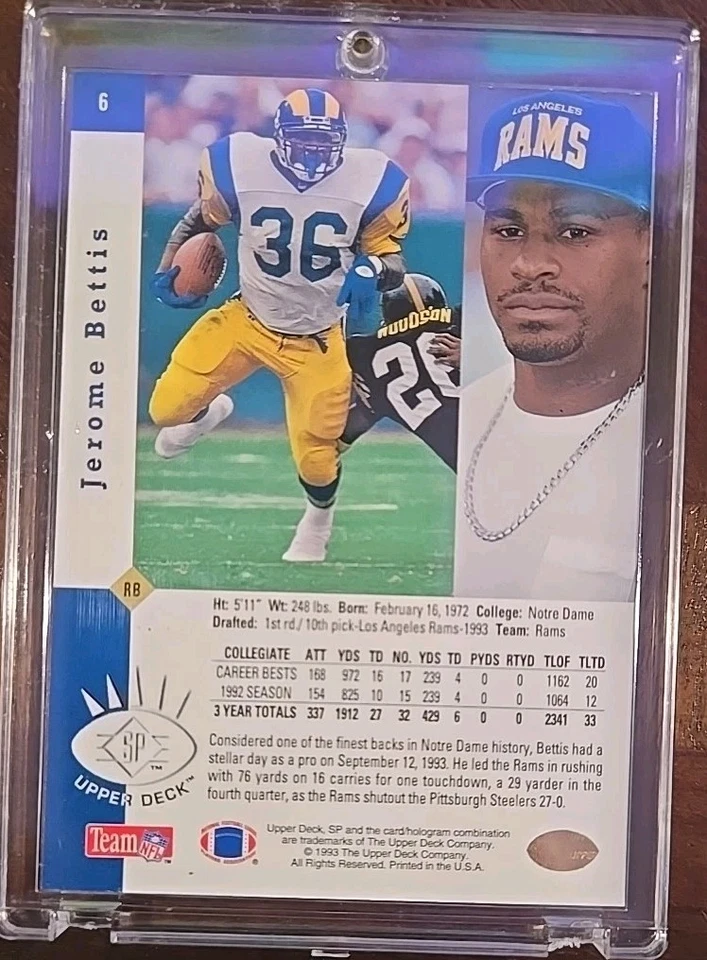 6
Jerome Bettis
LOS ANGELES
RAMS
36
36
WOODSON
26
RB
Ht: 5'11" Wt: 248 lbs. Born: February 16, 1972 College: Notre Dame
Drafted: 1st rd./ 10th pick-Los Angeles Rams-1993 Team: Rams
COLLEGIATE ATT YDS TD NO. YDS TD PYDS RTYD TLOF TLTD
CAREER BESTS 168 972 16 17 239 4 0 0 1162 20
1992 SEASON 154 825 10 15 239 4 0 0 1064 12
3 YEAR TOTALS 337 1912 27 32 429 6 0 0 2341 33
Considered one of the finest backs in Notre Dame history, Bettis had a
stellar day as a pro on September 12, 1993. He led the Rams in rushing
with 76 yards on 16 carries for one touchdown, a 29 yarder in the
fourth quarter, as the Rams shutout the Pittsburgh Steelers 27-0.
SP™
UPPER DECK™
Team NFL™
Upper Deck, SP and the card/hologram combination
are trademarks of The Upper Deck Company.
© 1993 The Upper Deck Company.
All Rights Reserved. Printed in the U.S.A.